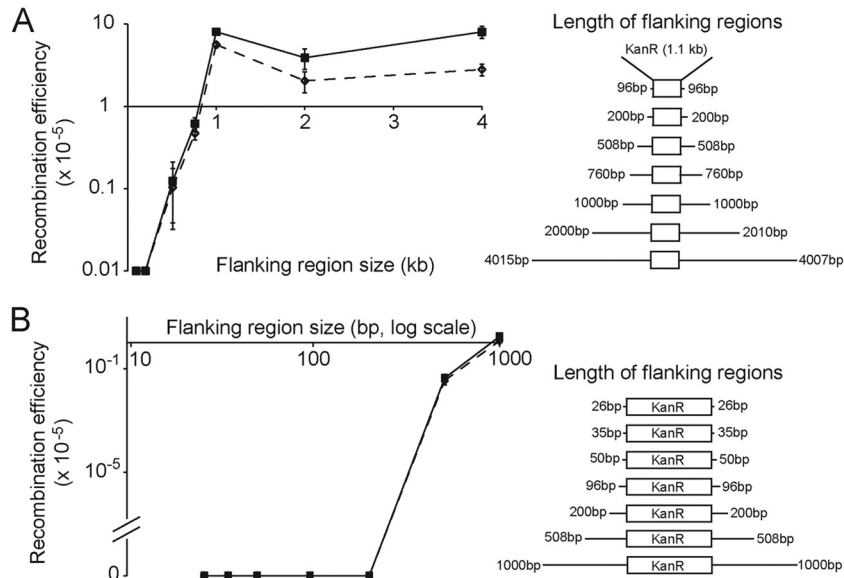 A
Recombination efficiency
(x 10-5)
10
1
0.1
0.01
1
2
3
4
Flanking region size (kb)
Length of flanking regions
KanR (1.1 kb)
96bp 96bp
200bp 200bp
508bp 508bp
760bp 760bp
1000bp 1000bp
2000bp 2010bp
4015bp 4007bp
B
Recombination efficiency
(x 10-5)
Flanking region size (bp, log scale)
10 100 1000
10-1
10-5
0
Length of flanking regions
26bp KanR 26bp
35bp KanR 35bp
50bp KanR 50bp
96bp KanR 96bp
200bp KanR 200bp
508bp KanR 508bp
1000bp KanR 1000bp